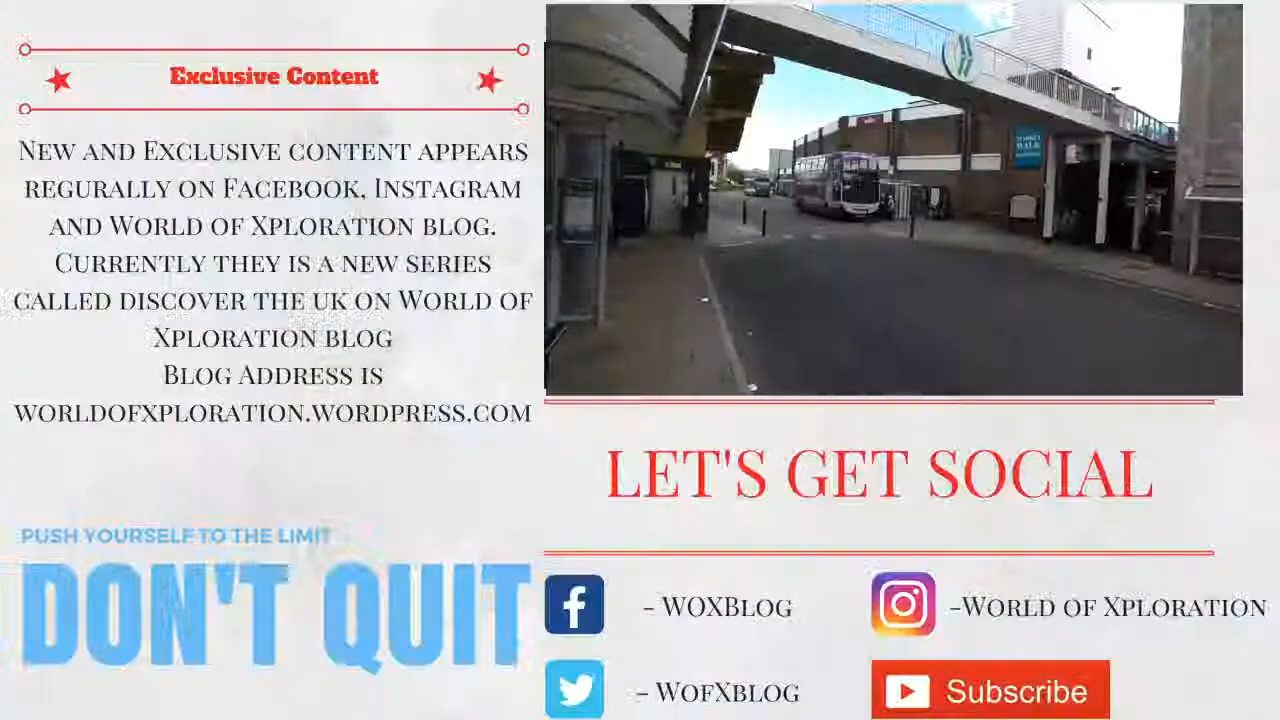 Exclusive Content
New and Exclusive content appears
regurally on Facebook, Instagram
and World of Xploration blog.
Currently they is a new series
called discover the uk on World of
Xploration blog
Blog Address is
worldofxploration.wordpress.com
PUSH YOURSELF TO THE LIMIT
DON'T QUIT
MARKET
WALK
LET'S GET SOCIAL
- WOXBlog
-World of Xploration
- WofXblog
Subscribe